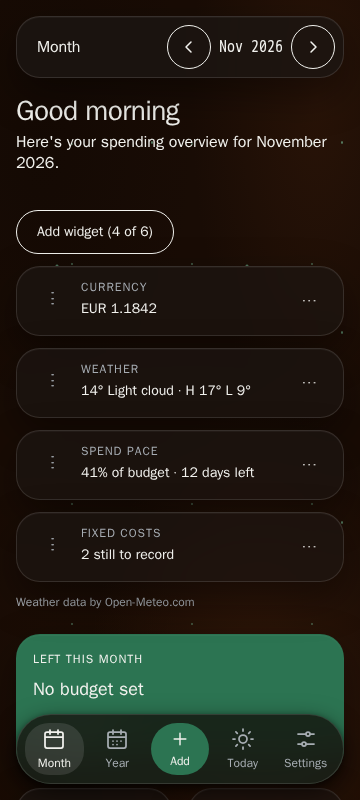 Month
Nov 2026
Good morning
Here's your spending overview for November
2026.
Add widget (4 of 6)
CURRENCY
EUR 1.1842
WEATHER
14° Light cloud · H 17° L 9°
SPEND PACE
41% of budget · 12 days left
FIXED COSTS
2 still to record
Weather data by Open-Meteo.com
LEFT THIS MONTH
No budget set
Month
Year
Add
Today
Settings